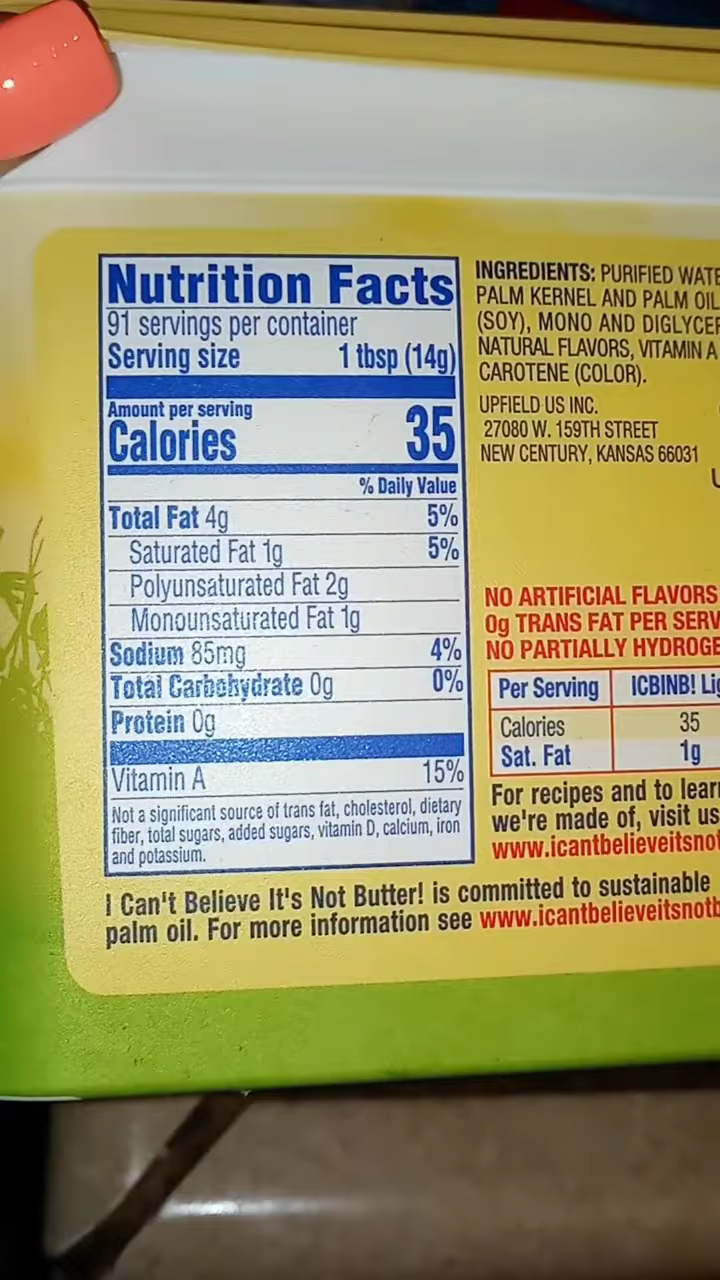 Nutrition Facts
91 servings per container
Serving size 1 tbsp (14g)
Amount per serving
Calories 35
% Daily Value
Total Fat 4g 5%
Saturated Fat 1g 5%
Polyunsaturated Fat 2g
Monounsaturated Fat 1g
Sodium 85mg 4%
Total Carbohydrate 0g 0%
Protein 0g
Vitamin A 15%
Not a significant source of trans fat, cholesterol, dietary
fiber, total sugars, added sugars, vitamin D, calcium, iron
and potassium.
INGREDIENTS: PURIFIED
PALM KERNEL AND PALM OIL
(SOY), MONO AND
NATURAL FLAVORS, VITAMIN A
CAROTENE (COLOR).
UPFIELD US INC.
27080 W. 159TH STREET
NEW CENTURY, KANSAS 66031
NO ARTIFICIAL FLAVORS
0g TRANS FAT PER
NO PARTIALLY
Per Serving ICBINB!
Calories 35
Sat. Fat 1g
For recipes and to
we're made of, visit us
I Can't Believe It's Not Butter! is committed to sustainable
palm oil. For more information see